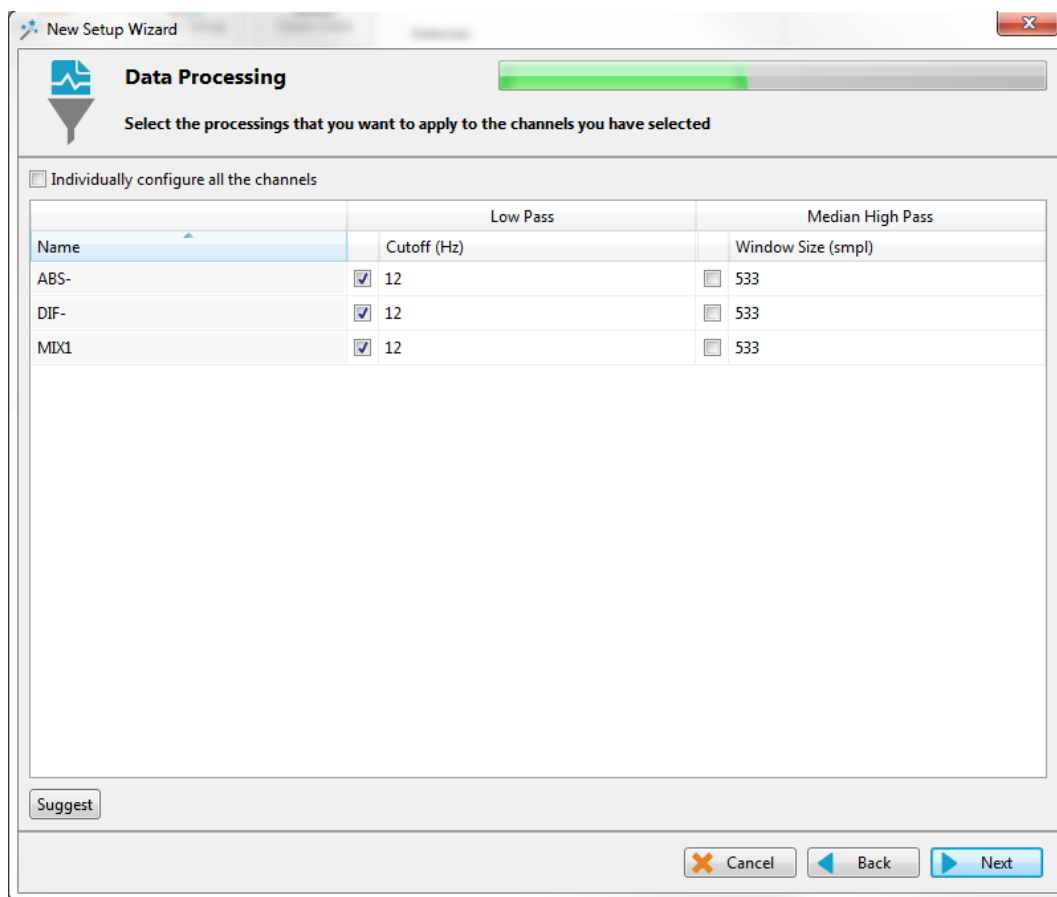 New Setup Wizard
Data Processing
Select the processings that you want to apply to the channels you have selected
Individually configure all the channels
Low Pass Median High Pass
Name Cutoff (Hz) Window Size (smpl)
ABS- 12 533
DIF- 12 533
MIX1 12 533
Suggest
Cancel Back Next